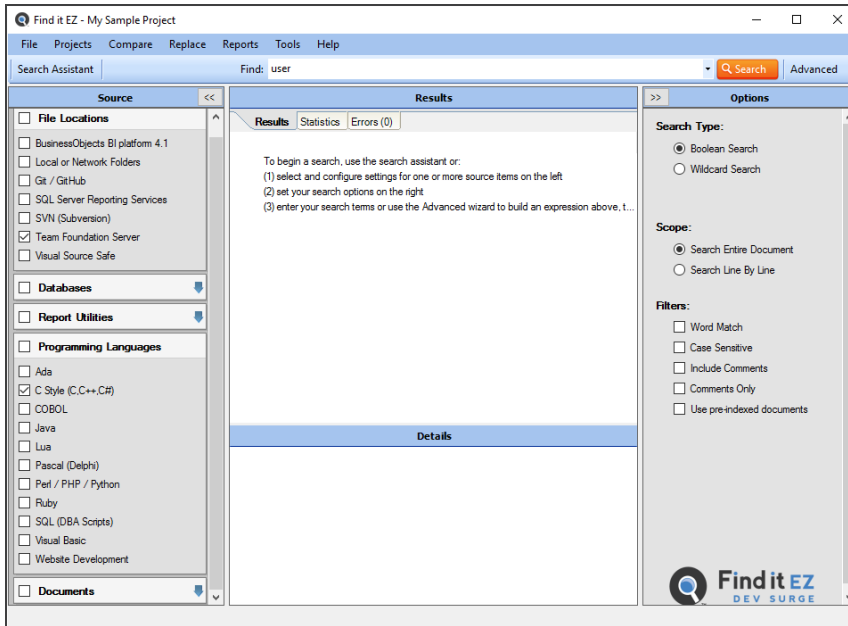 Find it EZ - My Sample Project
File Projects Compare Replace Reports Tools Help
Search Assistant Find: user Search Advanced
Source <<
File Locations
BusinessObjects BI platform 4.1
Local or Network Folders
Git / GitHub
SQL Server Reporting Services
SVN (Subversion)
Team Foundation Server
Visual Source Safe
Databases
Report Utilities
Programming Languages
Ada
C Style (C,C++,C#)
COBOL
Java
Lua
Pascal (Delphi)
Perl / PHP / Python
Ruby
SQL (DBA Scripts)
Visual Basic
Website Development
Documents
Results
Results Statistics Errors (0)
To begin a search, use the search assistant or:
(1) select and configure settings for one or more source items on the left
(2) set your search options on the right
(3) enter your search terms or use the Advanced wizard to build an expression above, t...
Details
>> Options
Search Type:
Boolean Search
Wildcard Search
Scope:
Search Entire Document
Search Line By Line
Filters:
Word Match
Case Sensitive
Include Comments
Comments Only
Use pre-indexed documents
Find it EZ
DEV SURGE